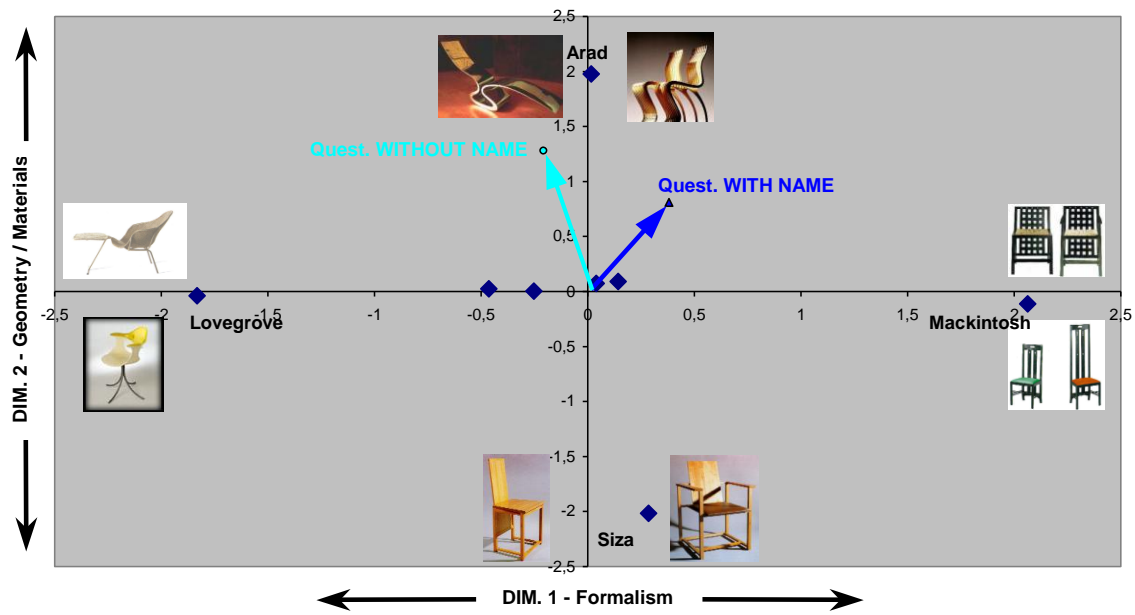 2,5
Arad
2
1,5
Quest. WITHOUT NAME
1
Quest. WITH NAME
0,5
0
-2,5 -2 -1,5 -1 -0,5 0 0,5 1 1,5 2 2,5
Lovegrove
Mackintosh
-0,5
-1
-1,5
-2
Siza
-2,5
DIM. 2 - Geometry / Materials
DIM. 1 - Formalism